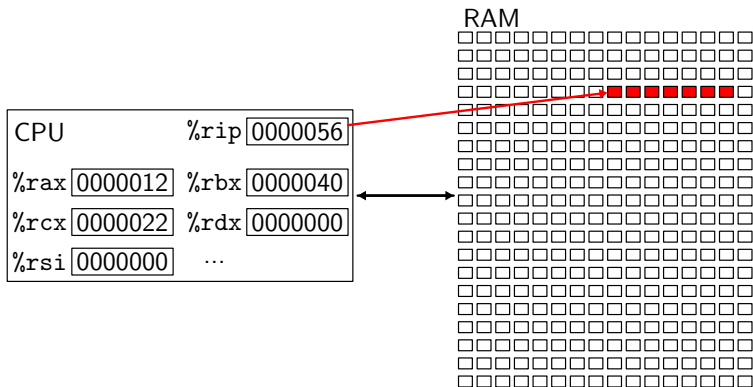 RAM
CPU %rip 0000056
%rax 0000012 %rbx 0000040
%rcx 0000022 %rdx 0000000
%rsi 0000000 ...